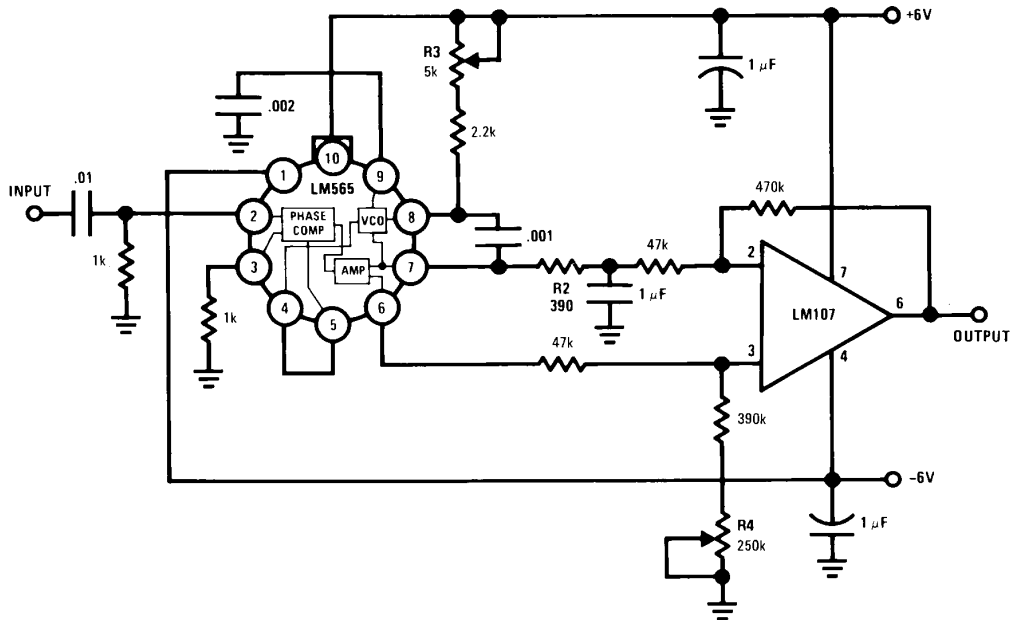 +6V
R3
5k
1 μF
.002
2.2k
10
1
9
LM565
INPUT
.01
470k
2
PHASE
COMP
VCO
8
.001
1k
47k
2
3
AMP
7
R2
390
1 μF
7
6
4
6
LM107
1k
5
OUTPUT
47k
3
4
390k
−6V
R4
250k
1 μF